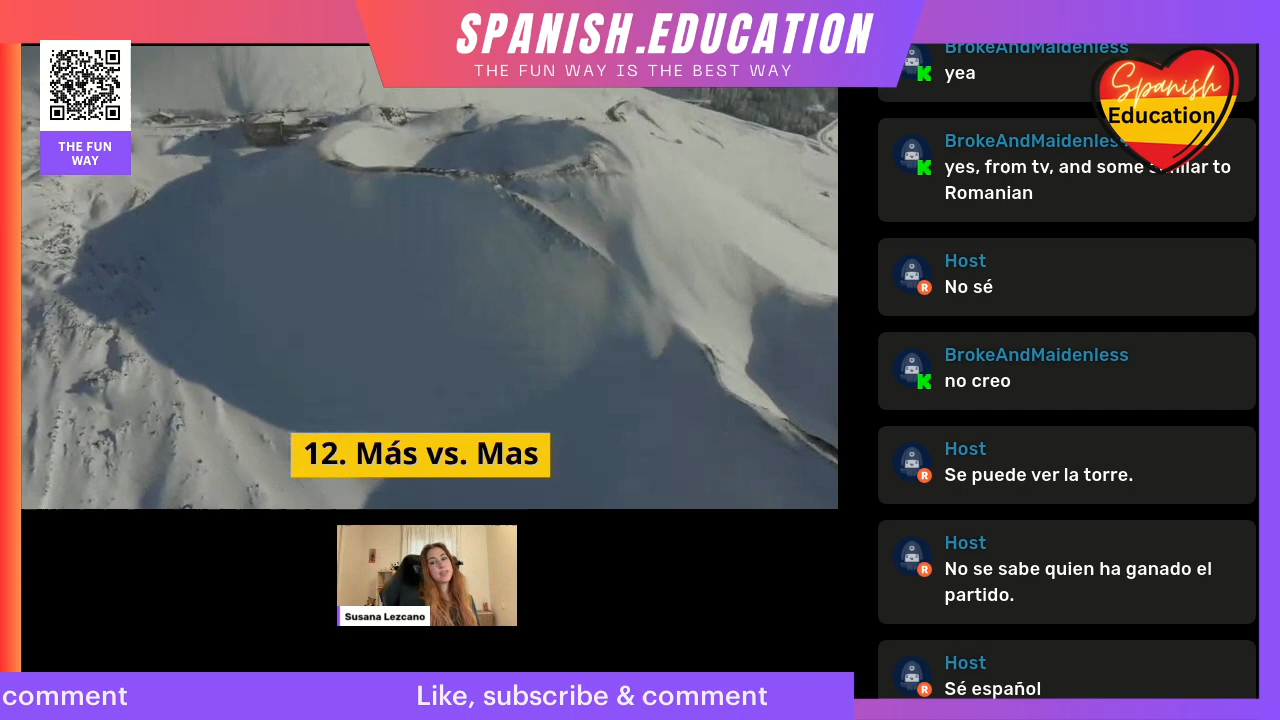 SPANISH.EDUCATION
THE FUN WAY IS THE BEST WAY
THE FUN
WAY
Spanish
Education
12. Más vs. Mas
Susana Lezcano
comment
Like, subscribe & comment
BrokeAndMaidenless
yea
BrokeAndMaidenless
yes, from tv, and some similar to
Romanian
Host
No sé
BrokeAndMaidenless
no creo
Host
Se puede ver la torre.
Host
No se sabe quien ha ganado el
partido.
Host
Sé español